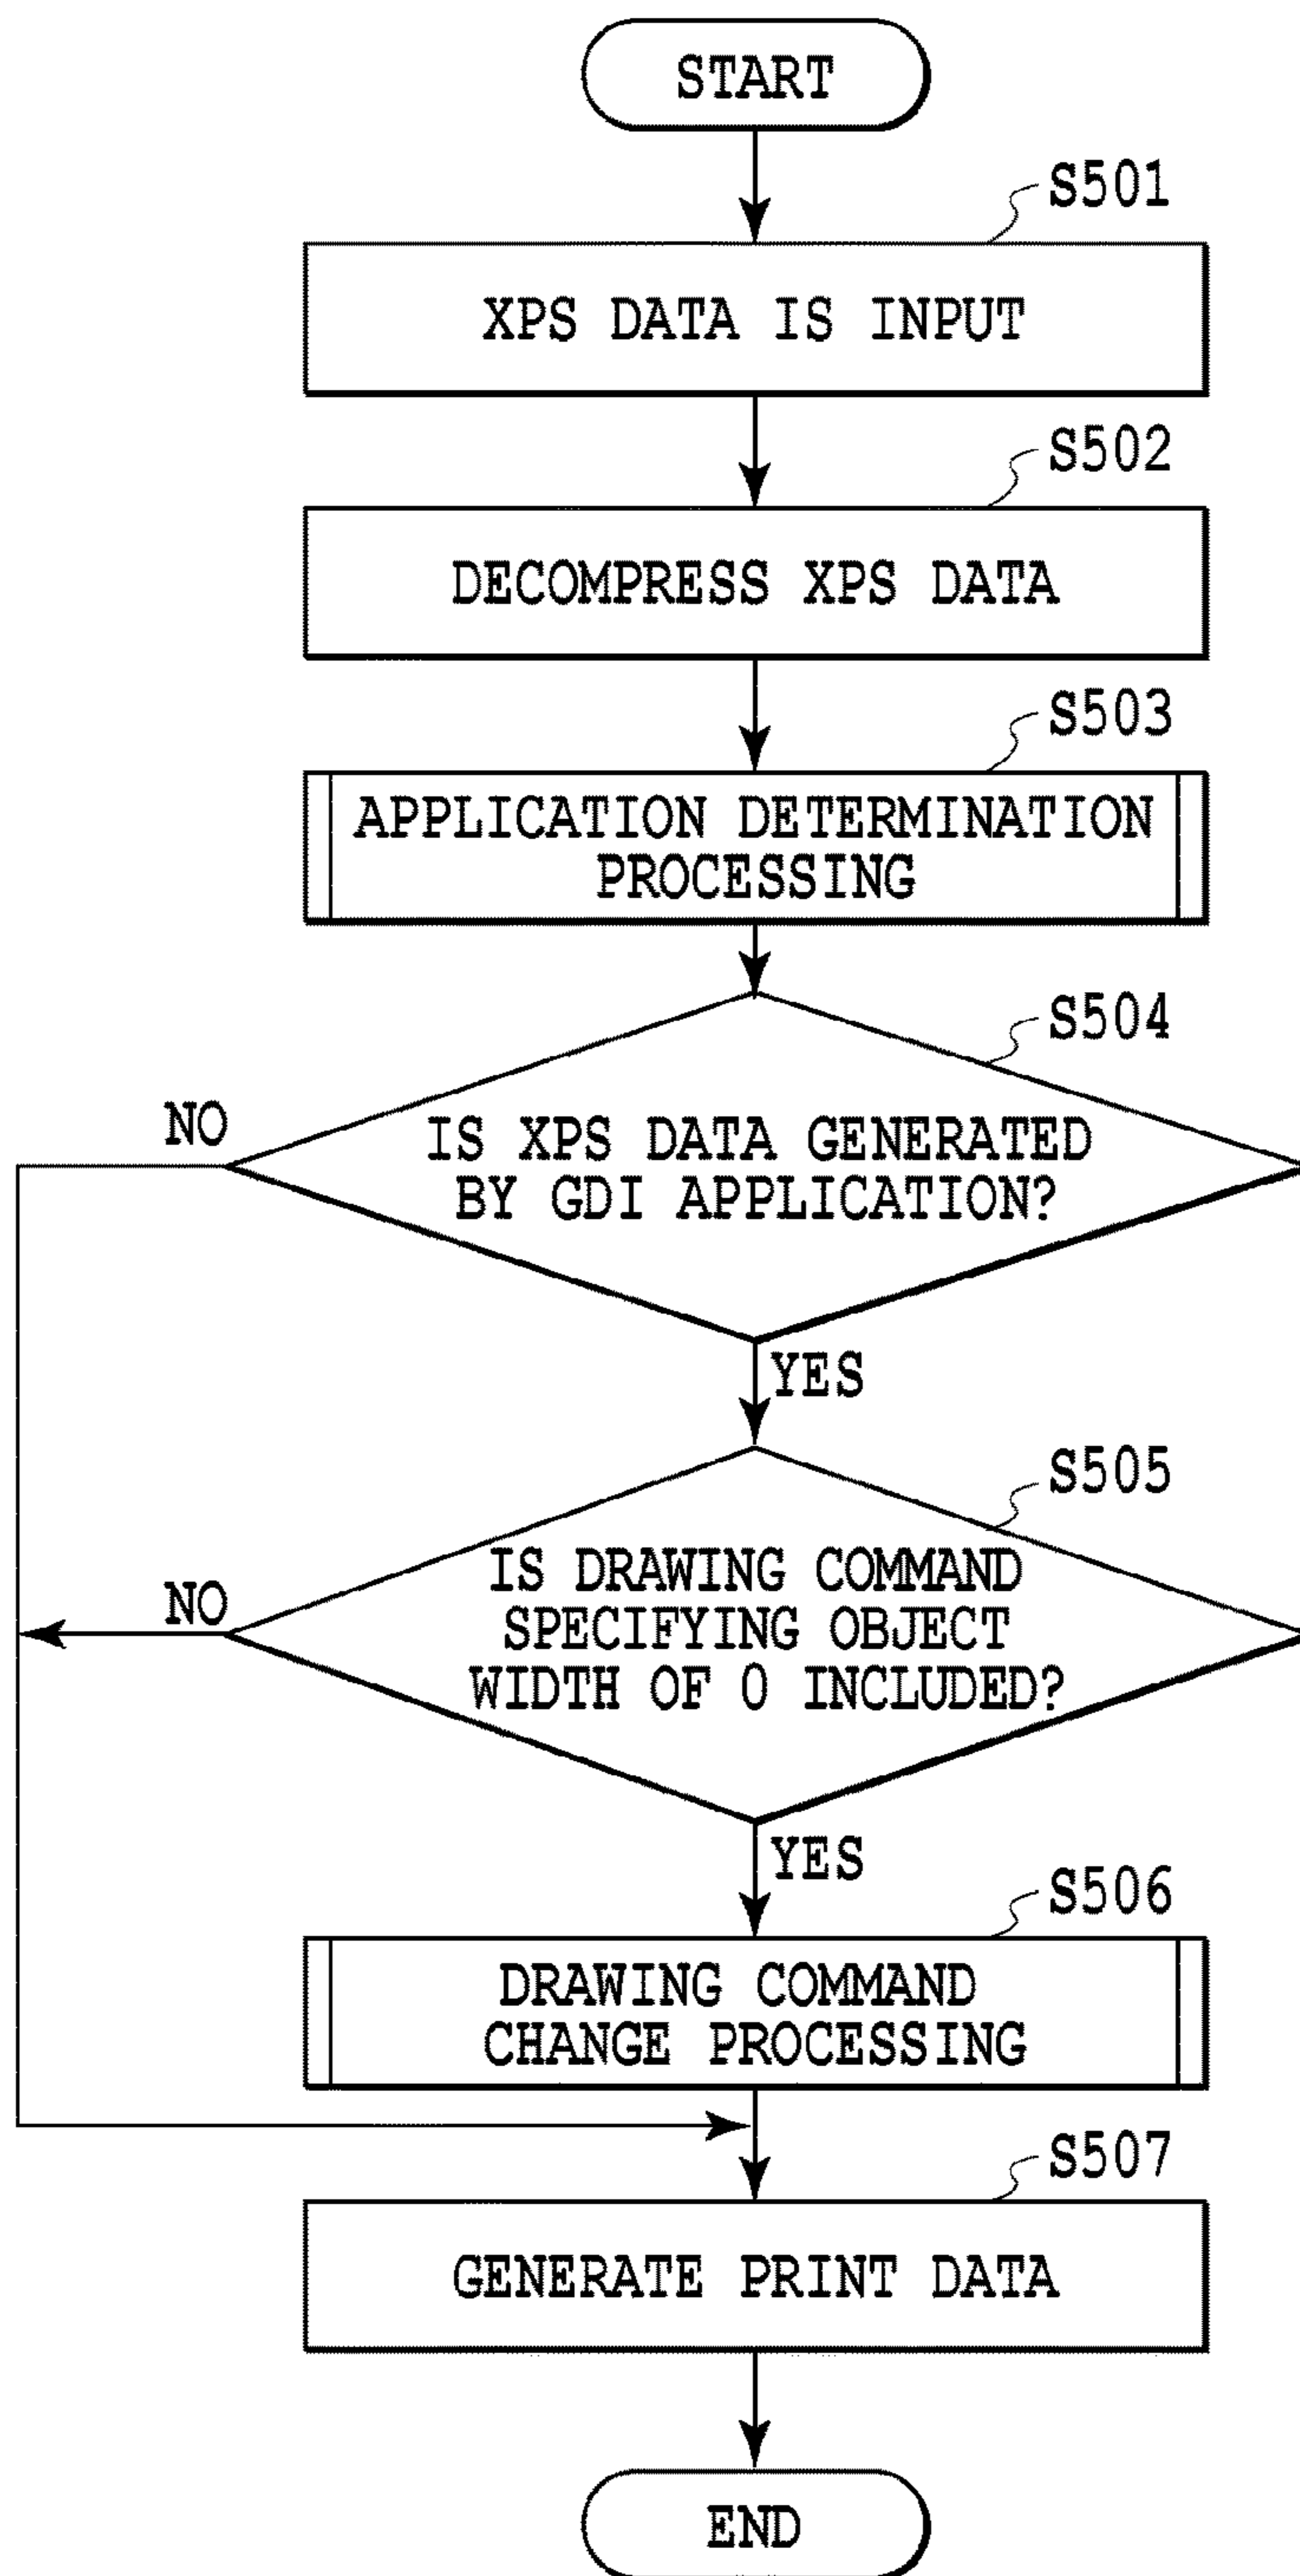 START
S501
XPS DATA IS INPUT
S502
DECOMPRESS XPS DATA
S503
APPLICATION DETERMINATION
PROCESSING
S504
NO
IS XPS DATA GENERATED
BY GDI APPLICATION?
YES
S505
NO
IS DRAWING COMMAND
SPECIFYING OBJECT
WIDTH OF 0 INCLUDED?
YES
S506
DRAWING COMMAND
CHANGE PROCESSING
S507
GENERATE PRINT DATA
END